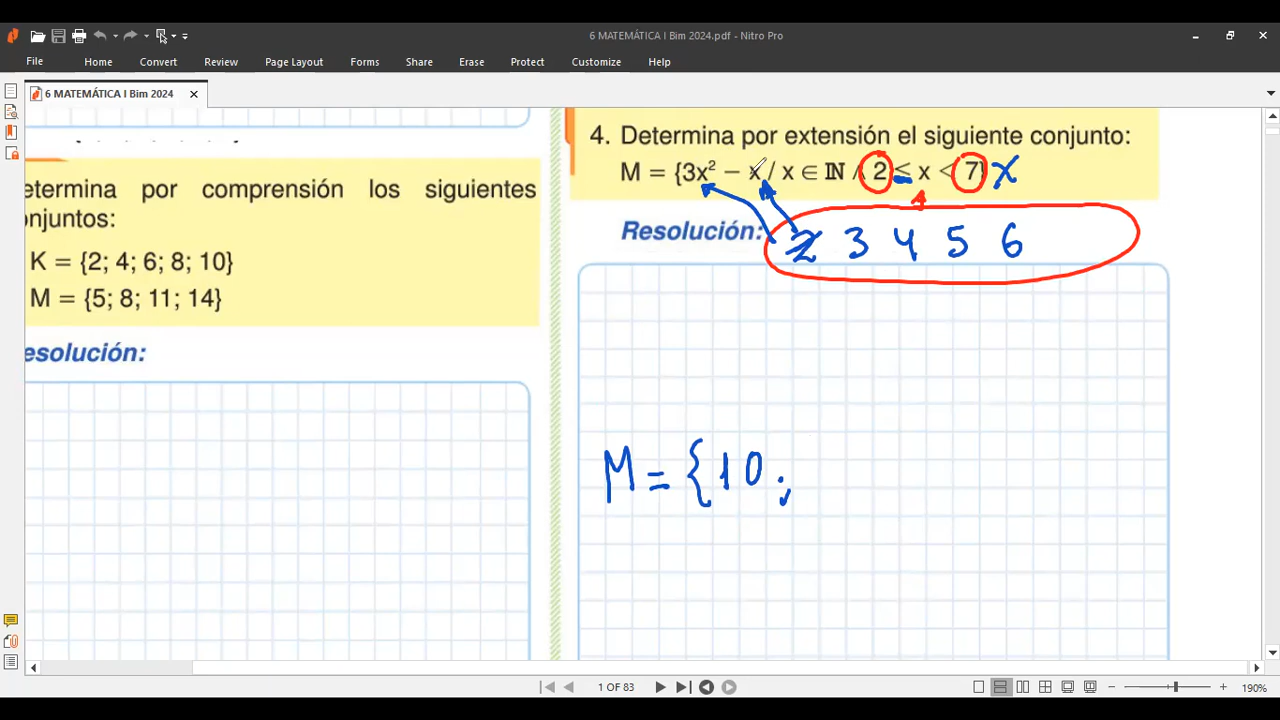 6 MATEMÁTICA I Bim 2024.pdf - Nitro Pro
File Home Convert Review Page Layout Forms Share Erase Protect Customize Help
6 MATEMÁTICA I Bim 2024
etermina por comprensión los siguientes
onjuntos:
K = {2; 4; 6; 8; 10}
M = {5; 8; 11; 14}
esolución:
4. Determina por extensión el siguiente conjunto:
M = {3x² − x / x ∈ ℕ ∧ 2 ≤ x < 7} x
Resolución: 2 3 4 5 6
M = {10 ;
1 OF 83
190%